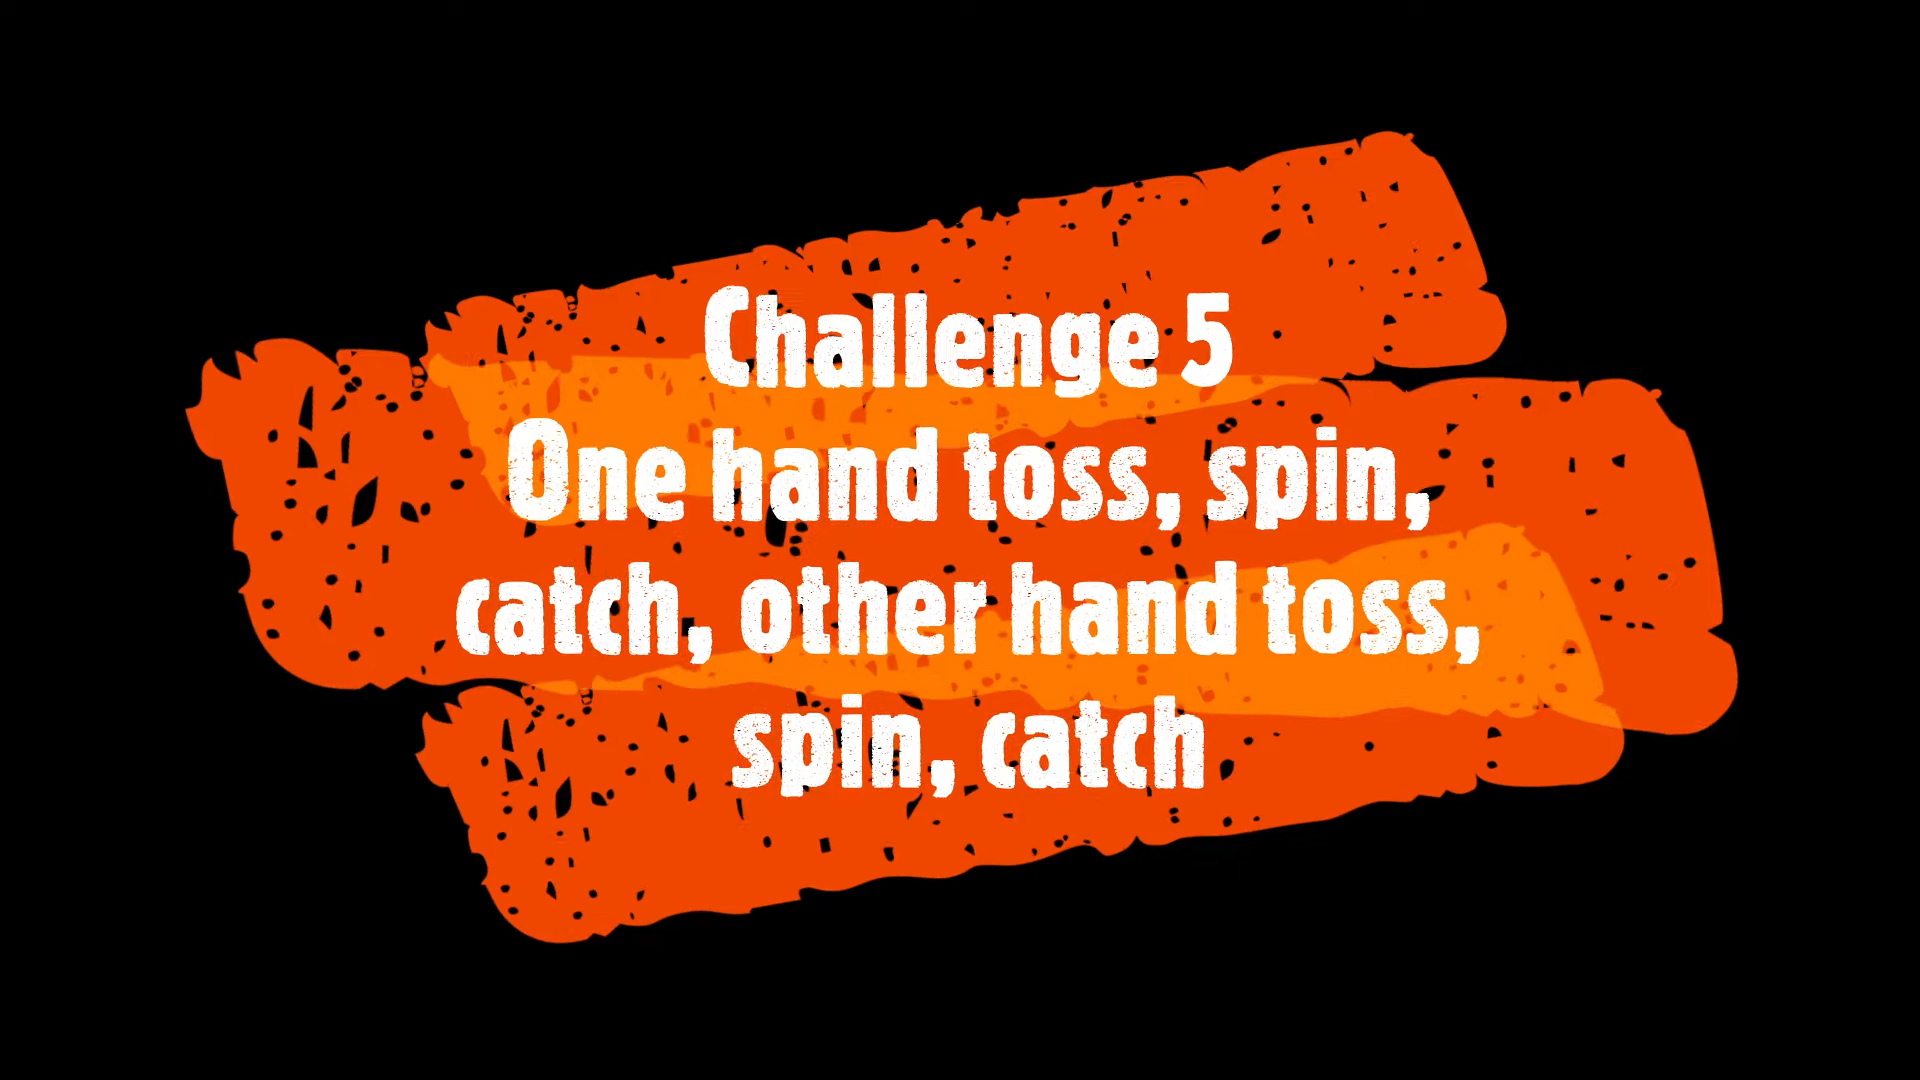 Challenge 5
One hand toss, spin,
catch, other hand toss,
spin, catch